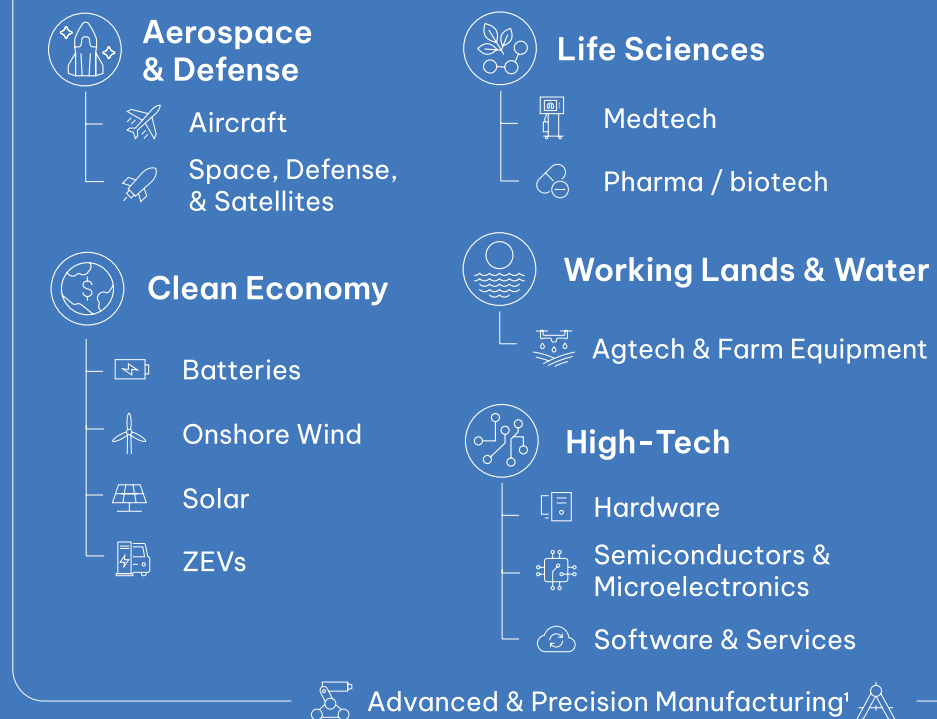 Aerospace
& Defense
Aircraft
Space, Defense,
& Satellites
Clean Economy
$
Batteries
Onshore Wind
Solar
ZEVs
Life Sciences
Medtech
Pharma / biotech
Working Lands & Water
Agtech & Farm Equipment
High-Tech
Hardware
Semiconductors &
Microelectronics
Software & Services
Advanced & Precision Manufacturing¹